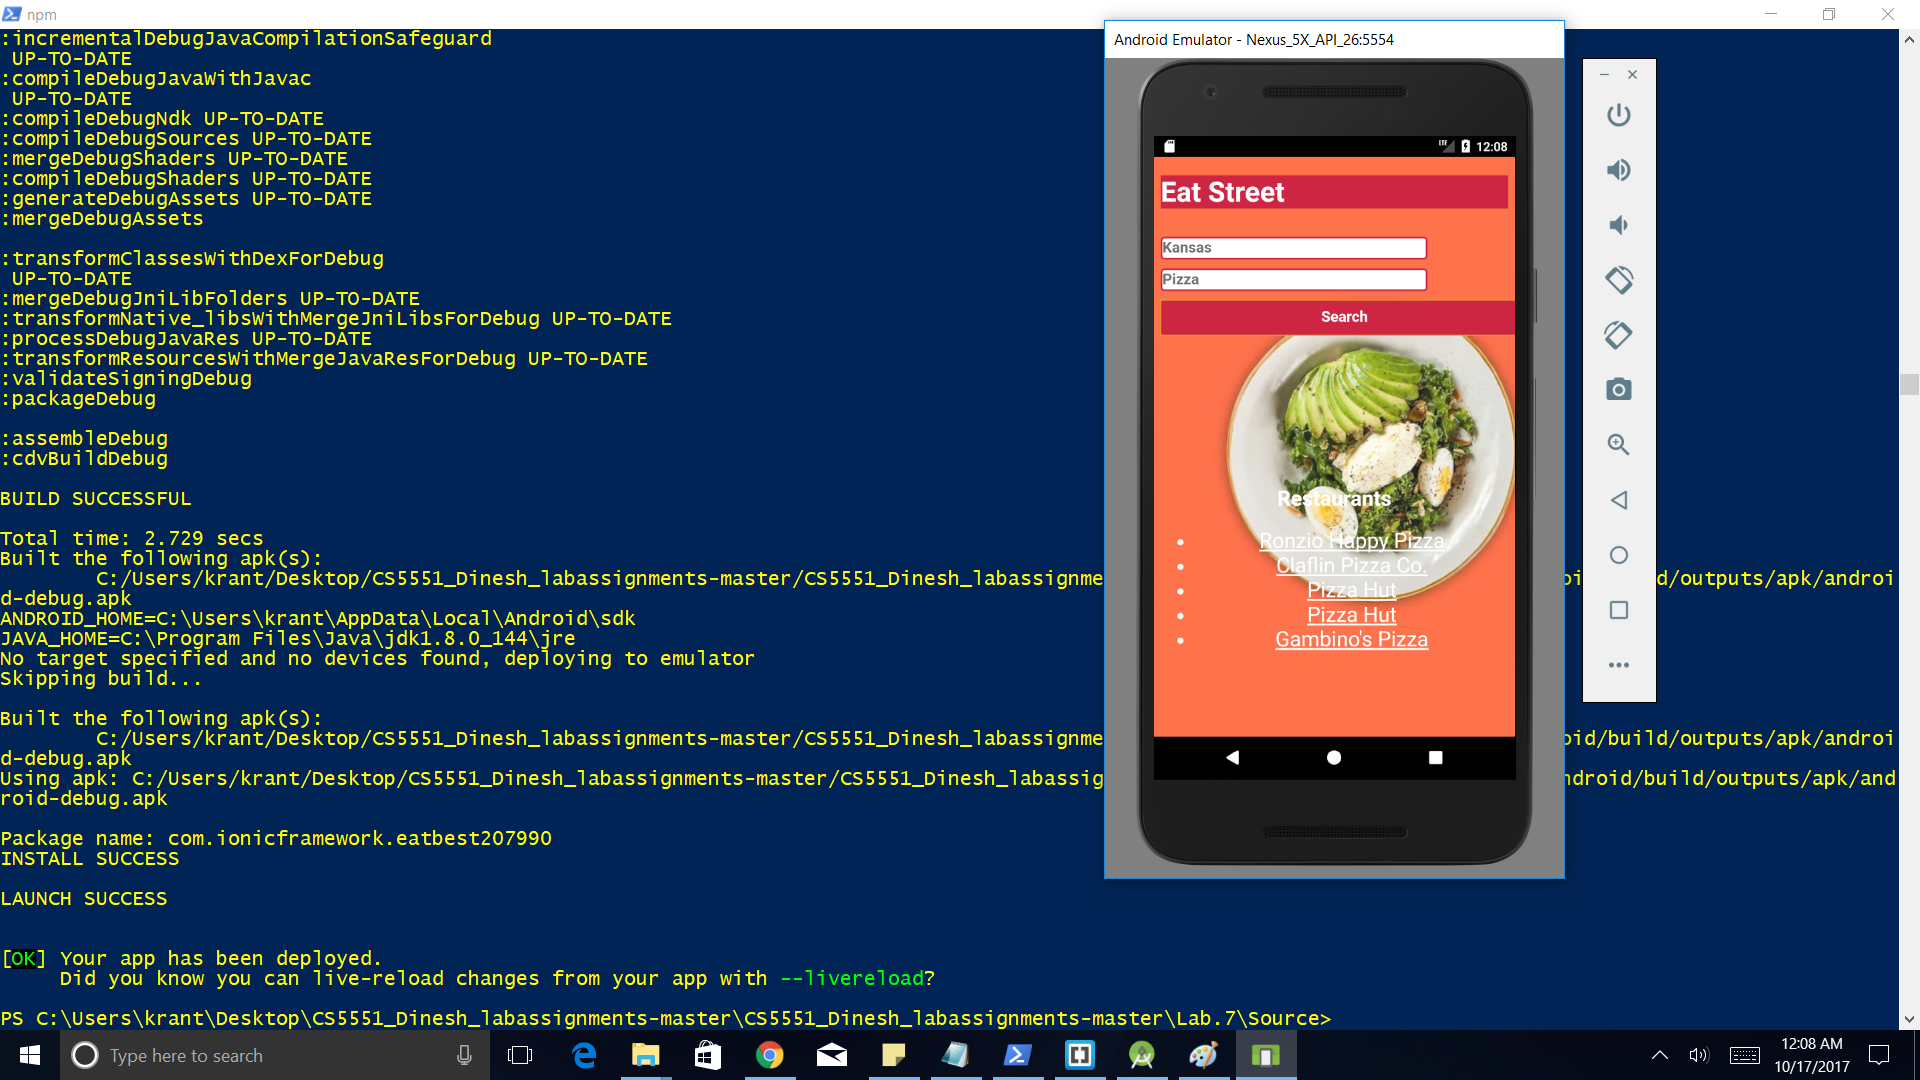 npm
:incrementalDebugJavaCompilationSafeguard
UP-TO-DATE
:compileDebugJavaWithJavac
UP-TO-DATE
:compileDebugNdk UP-TO-DATE
:compileDebugSources UP-TO-DATE
:mergeDebugShaders UP-TO-DATE
:compileDebugShaders UP-TO-DATE
:generateDebugAssets UP-TO-DATE
:mergeDebugAssets
:transformClassesWithDexForDebug
UP-TO-DATE
:mergeDebugJniLibFolders UP-TO-DATE
:transformNative_libsWithMergeJniLibsForDebug UP-TO-DATE
:processDebugJavaRes UP-TO-DATE
:transformResourcesWithMergeJavaResForDebug UP-TO-DATE
:validateSigningDebug
:packageDebug
:assembleDebug
:cdvBuildDebug
BUILD SUCCESSFUL
Total time: 2.729 secs
Built the following apk(s):
C:/Users/krant/Desktop/CS5551_Dinesh_labassignments-master/CS5551_Dinesh_labassignme d/outputs/apk/androi
d-debug.apk
ANDROID_HOME=C:\Users\krant\AppData\Local\Android\sdk
JAVA_HOME=C:\Program Files\Java\jdk1.8.0_144\jre
No target specified and no devices found, deploying to emulator
Skipping build...
Built the following apk(s):
C:/Users/krant/Desktop/CS5551_Dinesh_labassignments-master/CS5551_Dinesh_labassignme oid/build/outputs/apk/androi
d-debug.apk
Using apk: C:/Users/krant/Desktop/CS5551_Dinesh_labassignments-master/CS5551_Dinesh_labassig ndroid/build/outputs/apk/and
roid-debug.apk
Package name: com.ionicframework.eatbest207990
INSTALL SUCCESS
LAUNCH SUCCESS
[OK] Your app has been deployed.
Did you know you can live-reload changes from your app with --livereload?
PS C:\Users\krant\Desktop\CS5551_Dinesh_labassignments-master\CS5551_Dinesh_labassignments-master\Lab.7\Source>
Android Emulator - Nexus_5X_API_26:5554
LTE 12:08
Eat Street
Kansas
Pizza
Search
Restaurants
Ronzio Happy Pizza
Claflin Pizza Co.
Pizza Hut
Pizza Hut
Gambino's Pizza
Type here to search
12:08 AM
10/17/2017